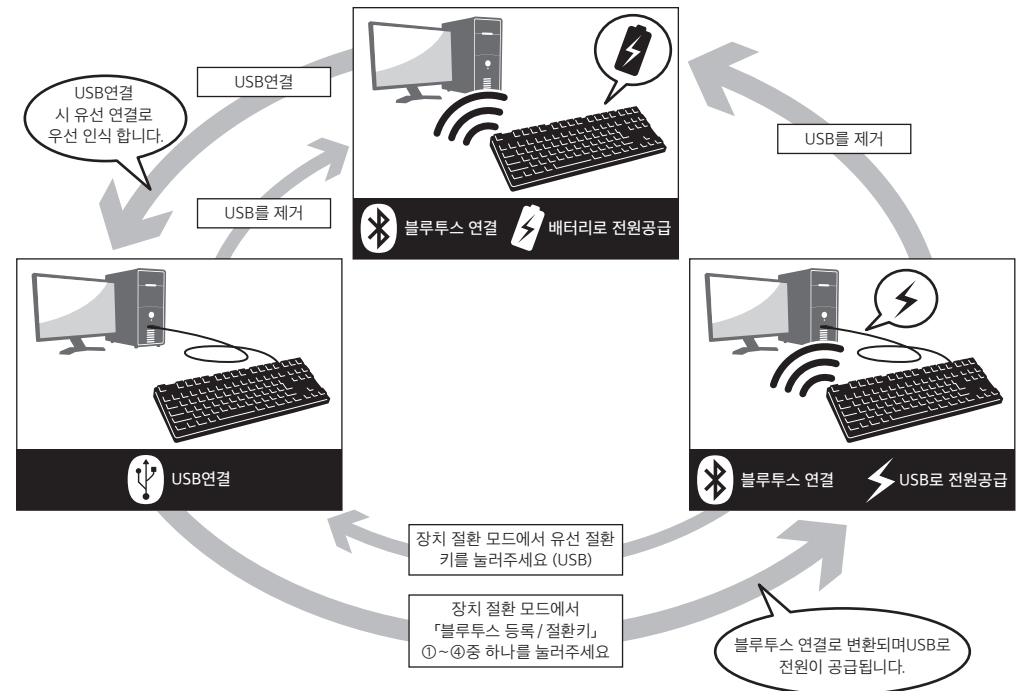 USB연결
USB연결
시 유선 연결로
우선 인식 합니다.
USB를 제거
USB를 제거
블루투스 연결
배터리로 전원공급
USB연결
블루투스 연결
USB로 전원공급
장치 절환 모드에서 유선 절환
키를 눌러주세요 (USB)
장치 절환 모드에서
「블루투스 등록/절환키」
①~④중 하나를 눌러주세요
블루투스 연결로 변환되며USB로
전원이 공급됩니다.